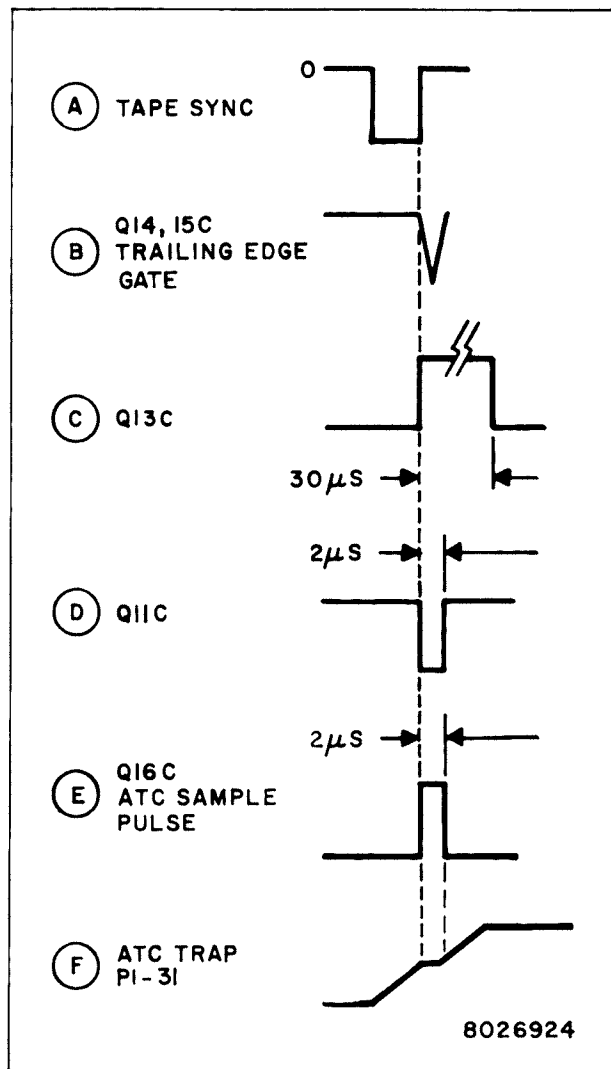 0
A TAPE SYNC
B Q14, 15C
TRAILING EDGE
GATE
C Q13C
30μS
2μS
D Q11C
2μS
E Q16C
ATC SAMPLE
PULSE
F ATC TRAP
P1-31
8026924